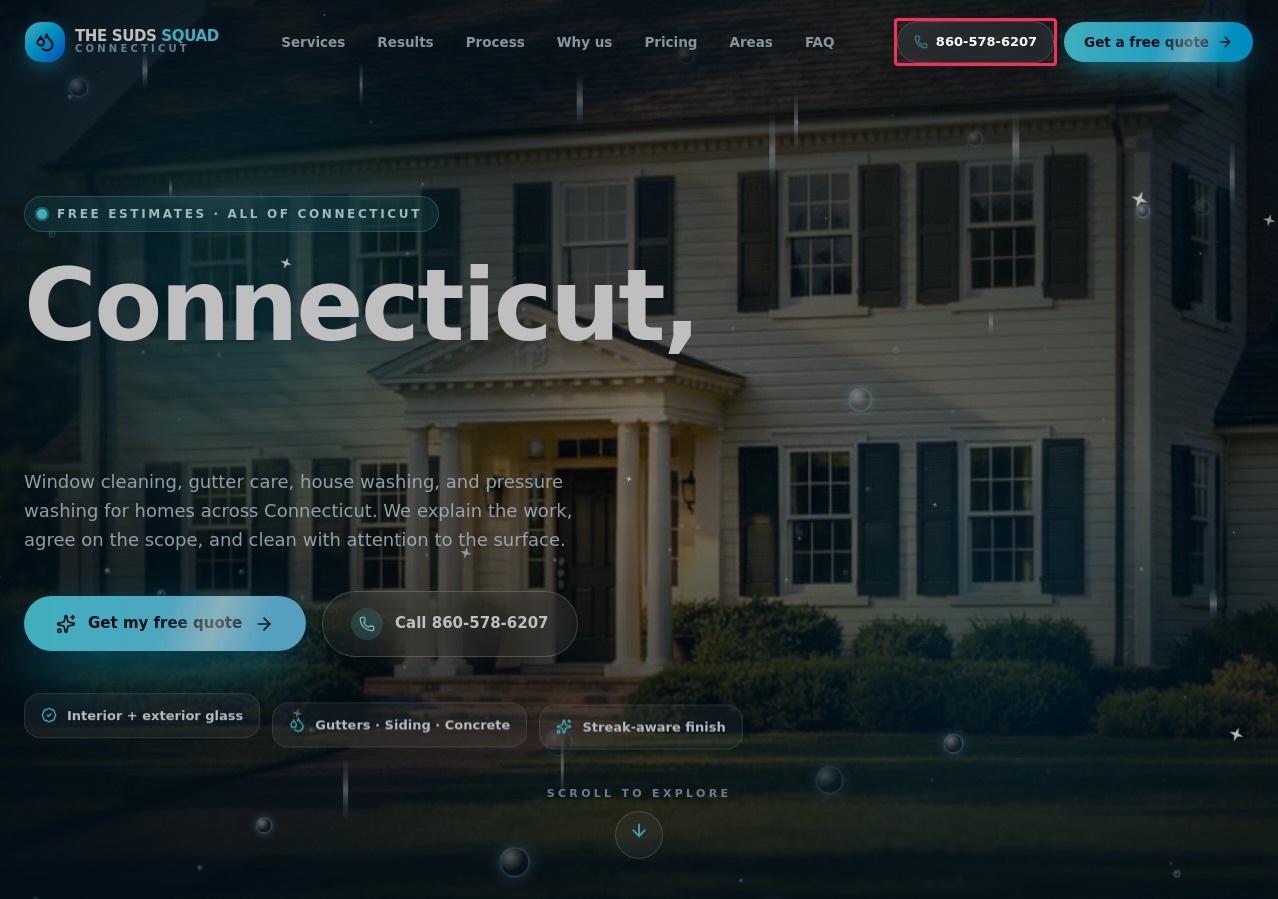 THE SUDS SQUAD
CONNECTICUT
Services
Results
Process
Why us
Pricing
Areas
FAQ
860-578-6207
Get a free quote
FREE ESTIMATES · ALL OF CONNECTICUT
Connecticut,
Window cleaning, gutter care, house washing, and pressure
washing for homes across Connecticut. We explain the work,
agree on the scope, and clean with attention to the surface.
Get my free quote
Call 860-578-6207
Interior + exterior glass
Gutters · Siding · Concrete
Streak-aware finish
SCROLL TO EXPLORE